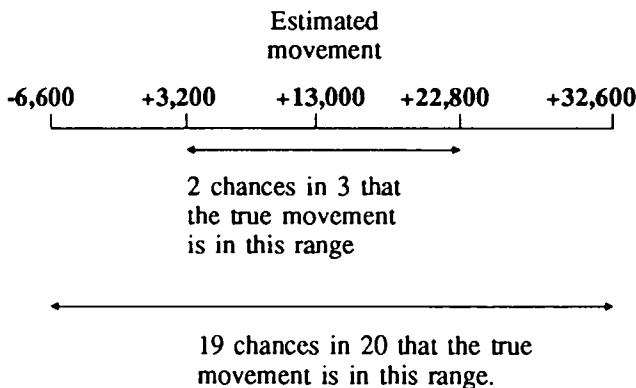 Estimated
movement
-6,600 +3,200 +13,000 +22,800 +32,600
2 chances in 3 that
the true movement
is in this range
19 chances in 20 that the true
movement is in this range.